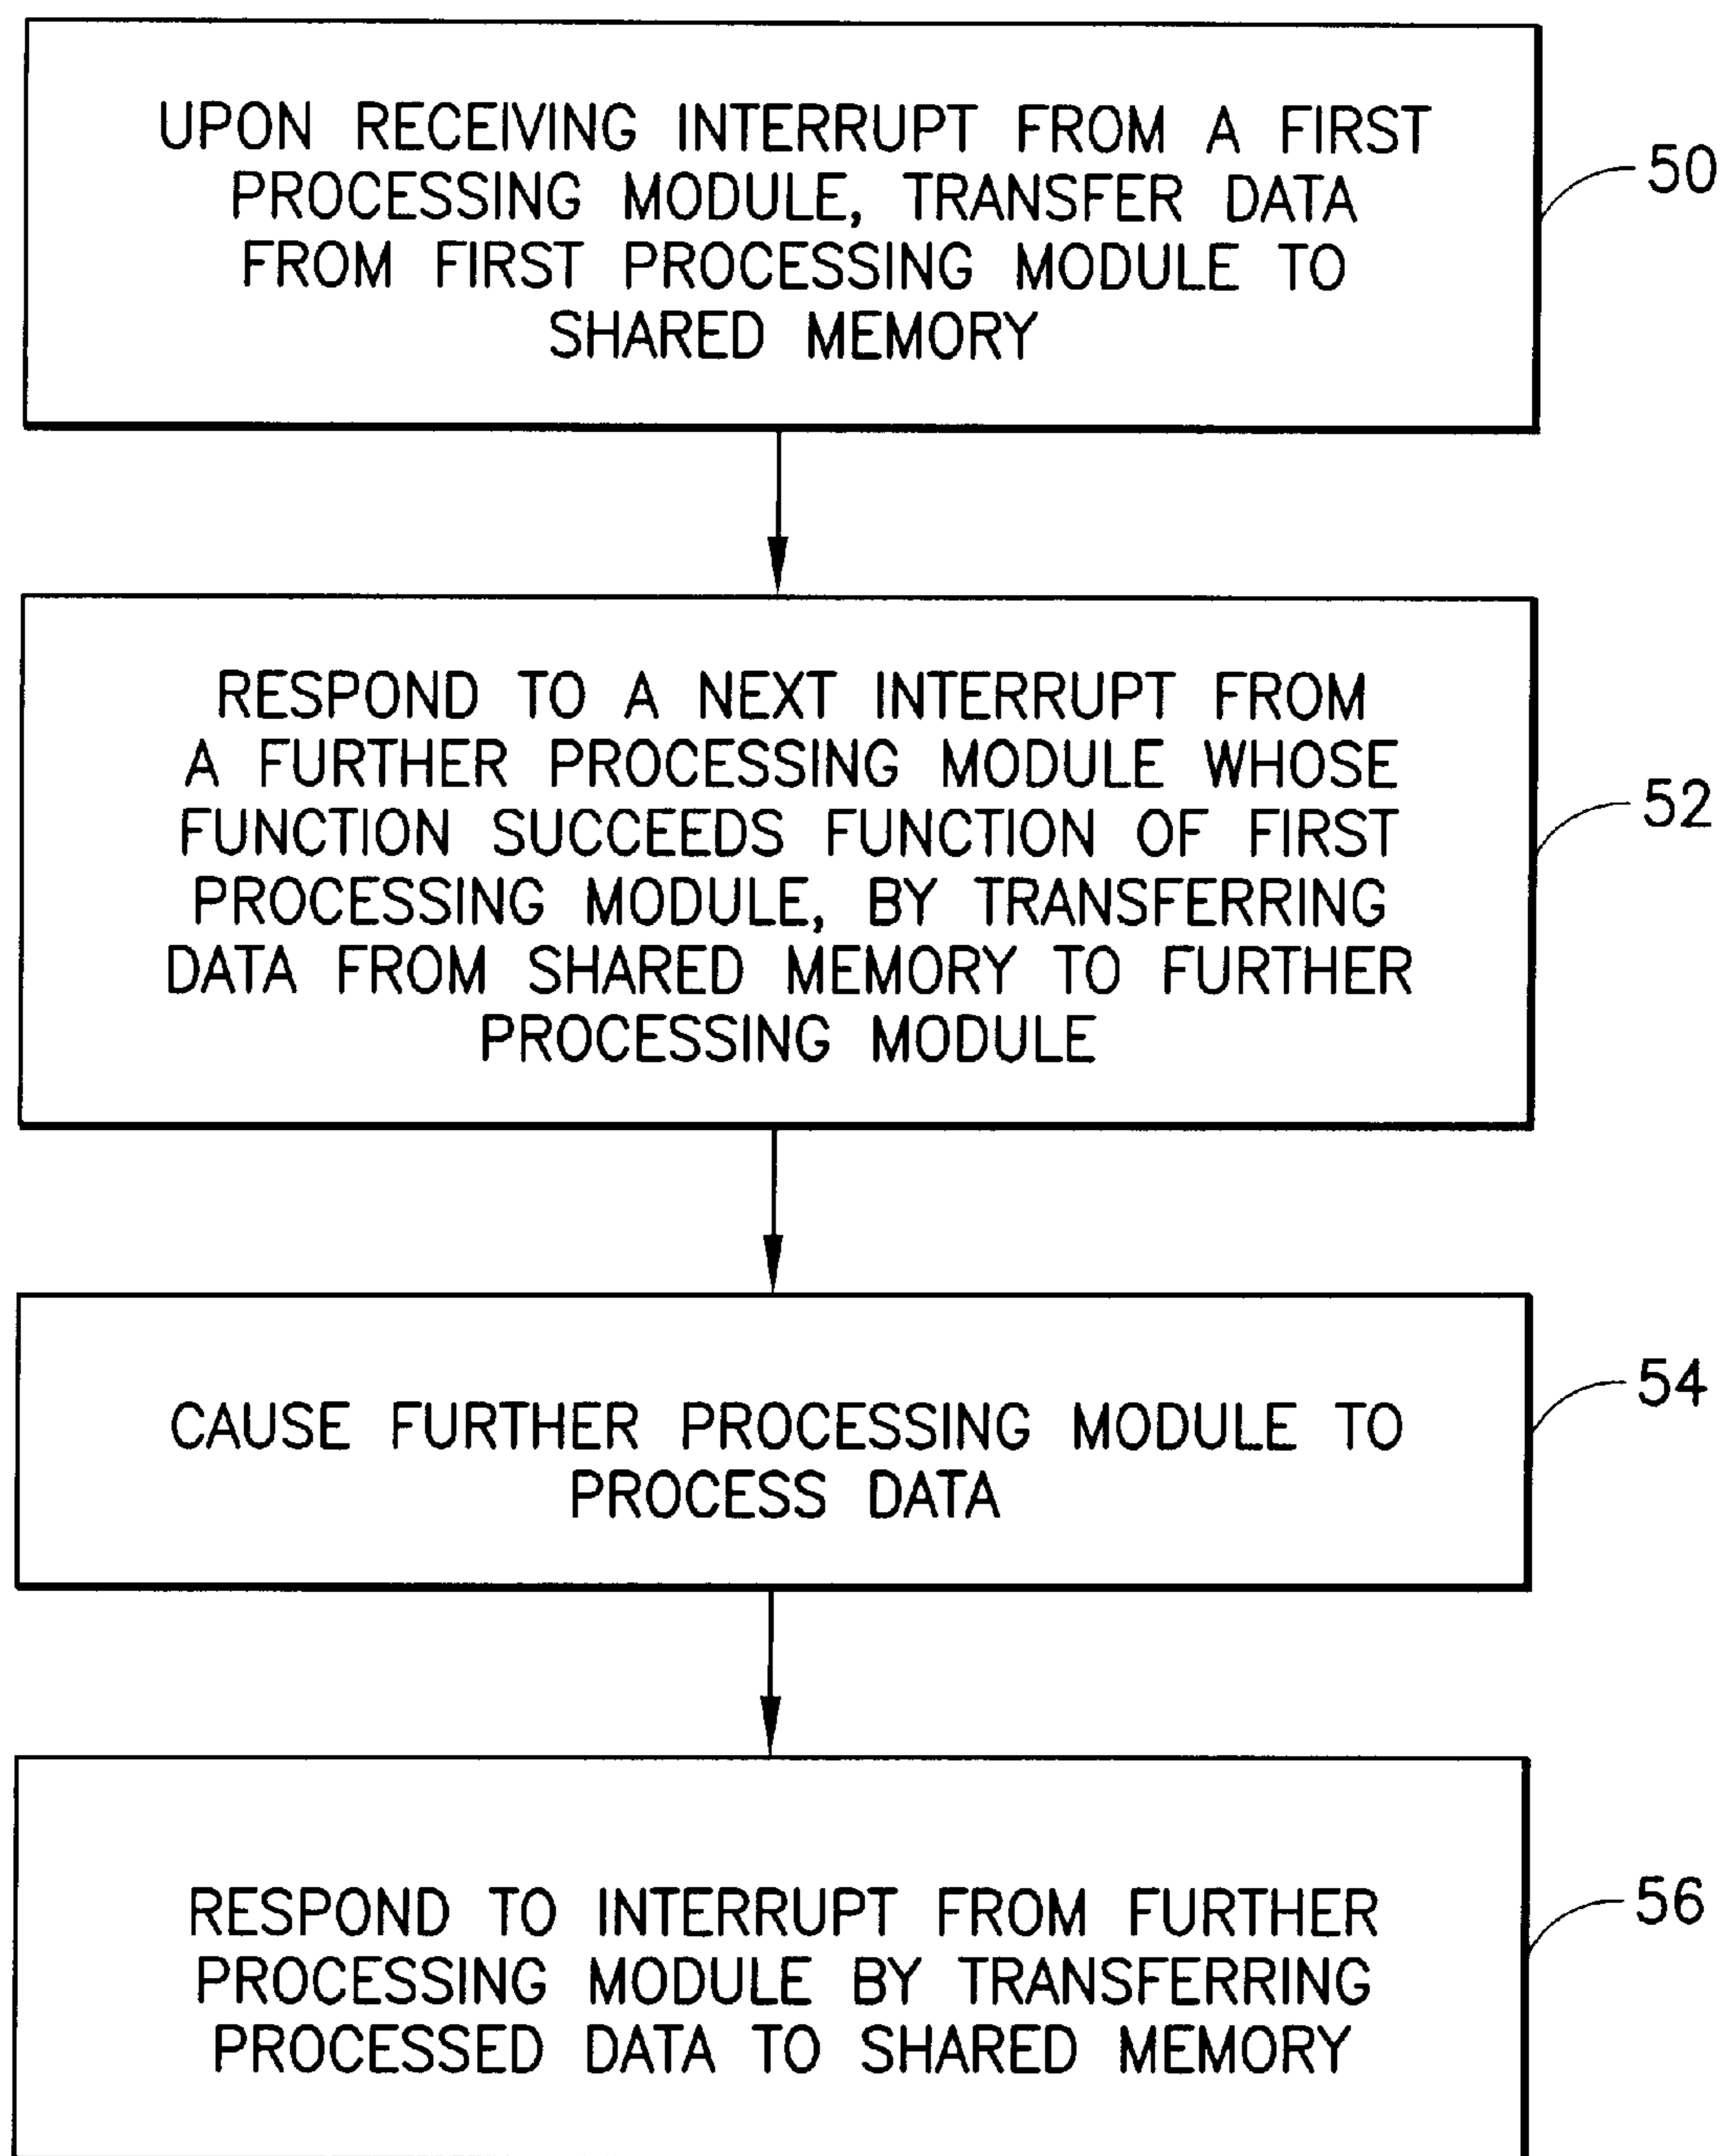 UPON RECEIVING INTERRUPT FROM A FIRST
PROCESSING MODULE, TRANSFER DATA
FROM FIRST PROCESSING MODULE TO
SHARED MEMORY
50
RESPOND TO A NEXT INTERRUPT FROM
A FURTHER PROCESSING MODULE WHOSE
FUNCTION SUCCEEDS FUNCTION OF FIRST
PROCESSING MODULE, BY TRANSFERRING
DATA FROM SHARED MEMORY TO FURTHER
PROCESSING MODULE
52
CAUSE FURTHER PROCESSING MODULE TO
PROCESS DATA
54
RESPOND TO INTERRUPT FROM FURTHER
PROCESSING MODULE BY TRANSFERRING
PROCESSED DATA TO SHARED MEMORY
56